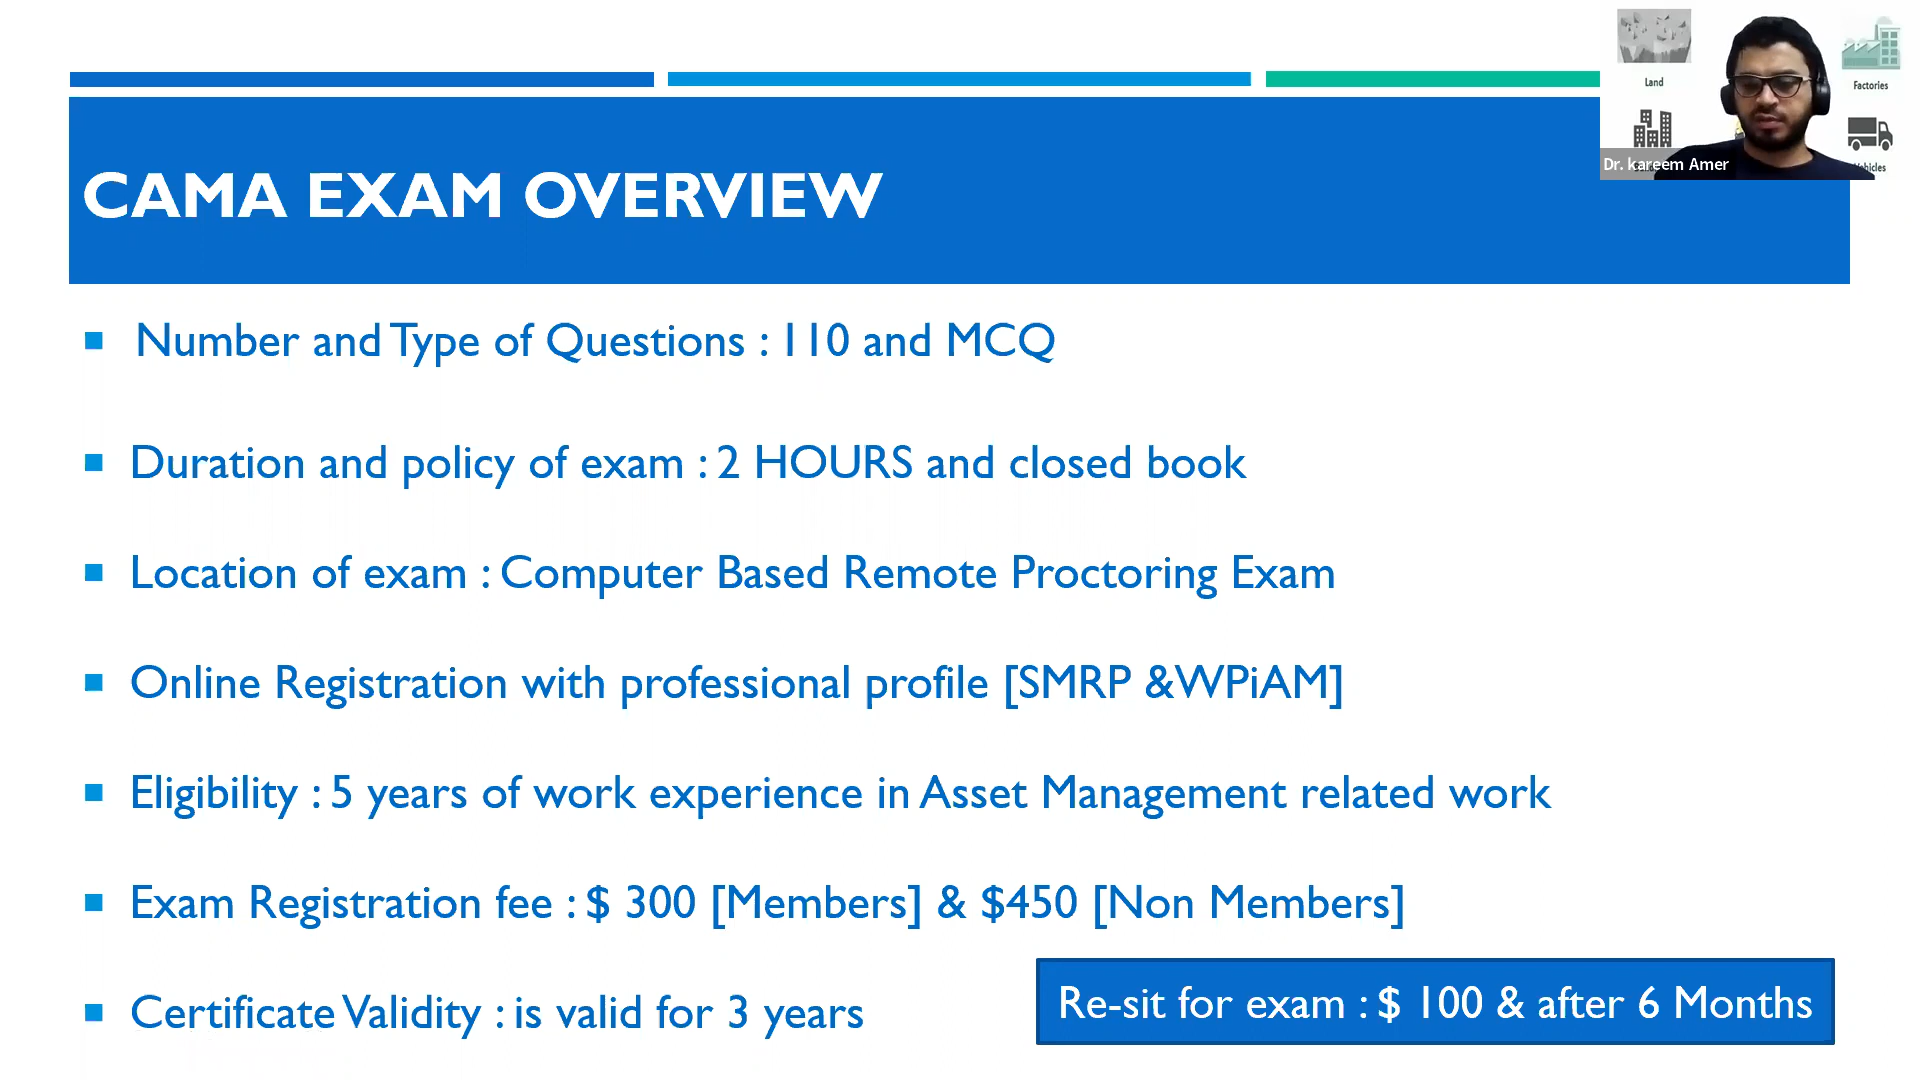 Land
Factories
Dr. kareem Amer
CAMA EXAM OVERVIEW
Number and Type of Questions : 110 and MCQ
Duration and policy of exam : 2 HOURS and closed book
Location of exam : Computer Based Remote Proctoring Exam
Online Registration with professional profile [SMRP &WPiAM]
Eligibility : 5 years of work experience in Asset Management related work
Exam Registration fee : $ 300 [Members] & $450 [Non Members]
Certificate Validity : is valid for 3 years
Re-sit for exam : $ 100 & after 6 Months